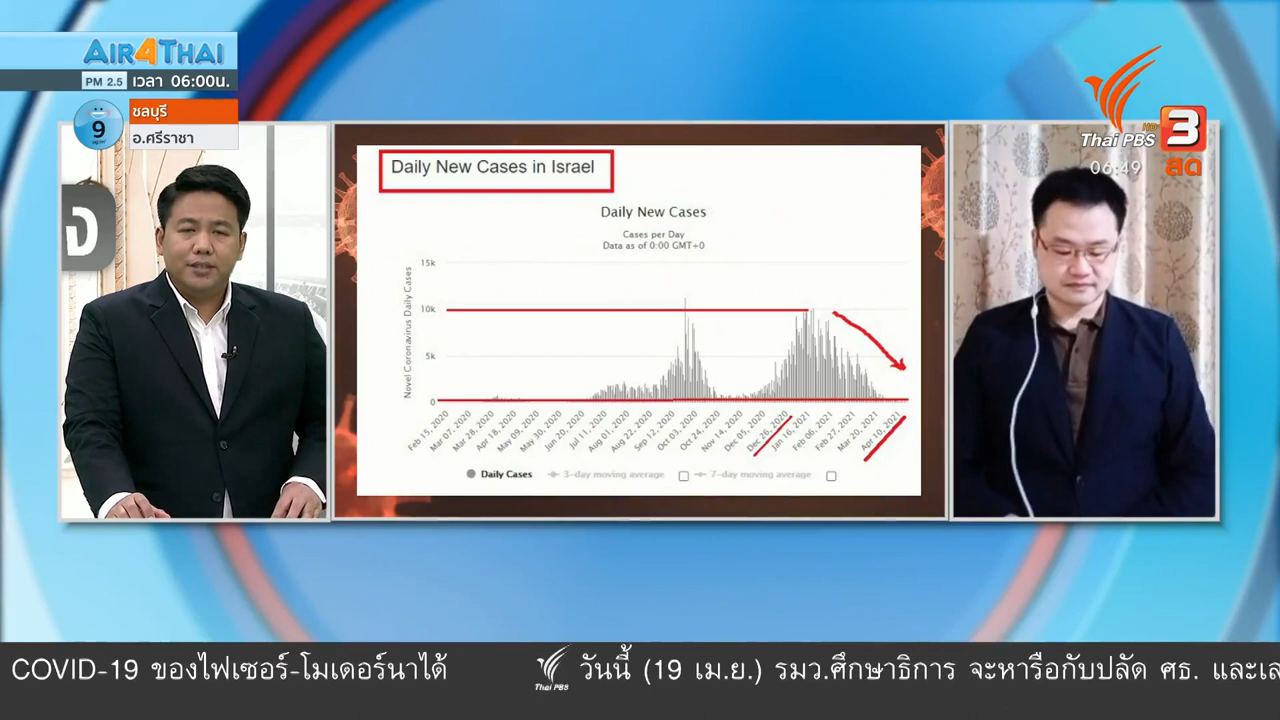 AIR4THAI
PM 2.5 เวลา 06:00น.
9
ชลบุรี
อ.ศรีราชา
Thai PBS HD 3
06:49 สด
ง
Daily New Cases in Israel
Daily New Cases
Cases per Day
Data as of 0:00 GMT+0
Novel Coronavirus Daily Cases
15k
10k
5k
0
Feb 15, 2020
Mar 07, 2020
Mar 28, 2020
Apr 18, 2020
May 09, 2020
May 30, 2020
Jun 20, 2020
Jul 11, 2020
Aug 01, 2020
Aug 22, 2020
Sep 12, 2020
Oct 03, 2020
Oct 24, 2020
Nov 14, 2020
Dec 05, 2020
Dec 26, 2020
Jan 16, 2021
Feb 06, 2021
Feb 27, 2021
Mar 20, 2021
Apr 10, 2021
Daily Cases 3-day moving average 7-day moving average
COVID-19 ของไฟเซอร์-โมเดอร์นาได้ Thai PBS วันนี้ (19 เม.ย.) รมว.ศึกษาธิการ จะหารือกับปลัด ศธ. และเล